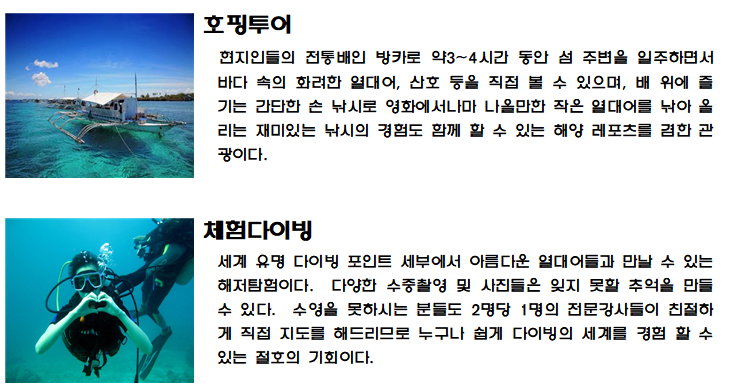 호핑투어
현지인들의 전통배인 방카로 약3~4시간 동안 섬 주변을 일주하면서
바다 속의 화려한 열대어, 산호 등을 직접 볼 수 있으며, 배 위에 즐
기는 간단한 손 낚시로 영화에서나마 나올만한 작은 열대어를 낚아 올
리는 재미있는 낚시의 경험도 함께 할 수 있는 해양 레포츠를 겸한 관
광이다.
체험다이빙
세계 유명 다이빙 포인트 세부에서 아름다운 열대어들과 만날 수 있는
해저탐험이다. 다양한 수중촬영 및 사진들은 잊지 못할 추억을 만들
수 있다. 수영을 못하시는 분들도 2명당 1명의 전문강사들이 친절하
게 직접 지도를 해드리므로 누구나 쉽게 다이빙의 세계를 경험 할 수
있는 절호의 기회이다.